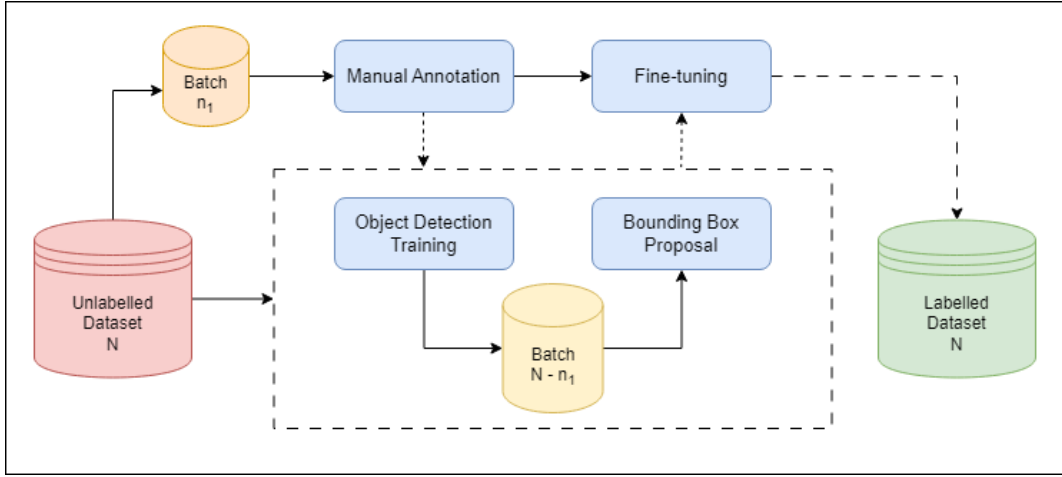 Batch
n₁
Manual Annotation
Fine-tuning
Object Detection
Training
Bounding Box
Proposal
Unlabelled
Dataset
N
Batch
N - n₁
Labelled
Dataset
N